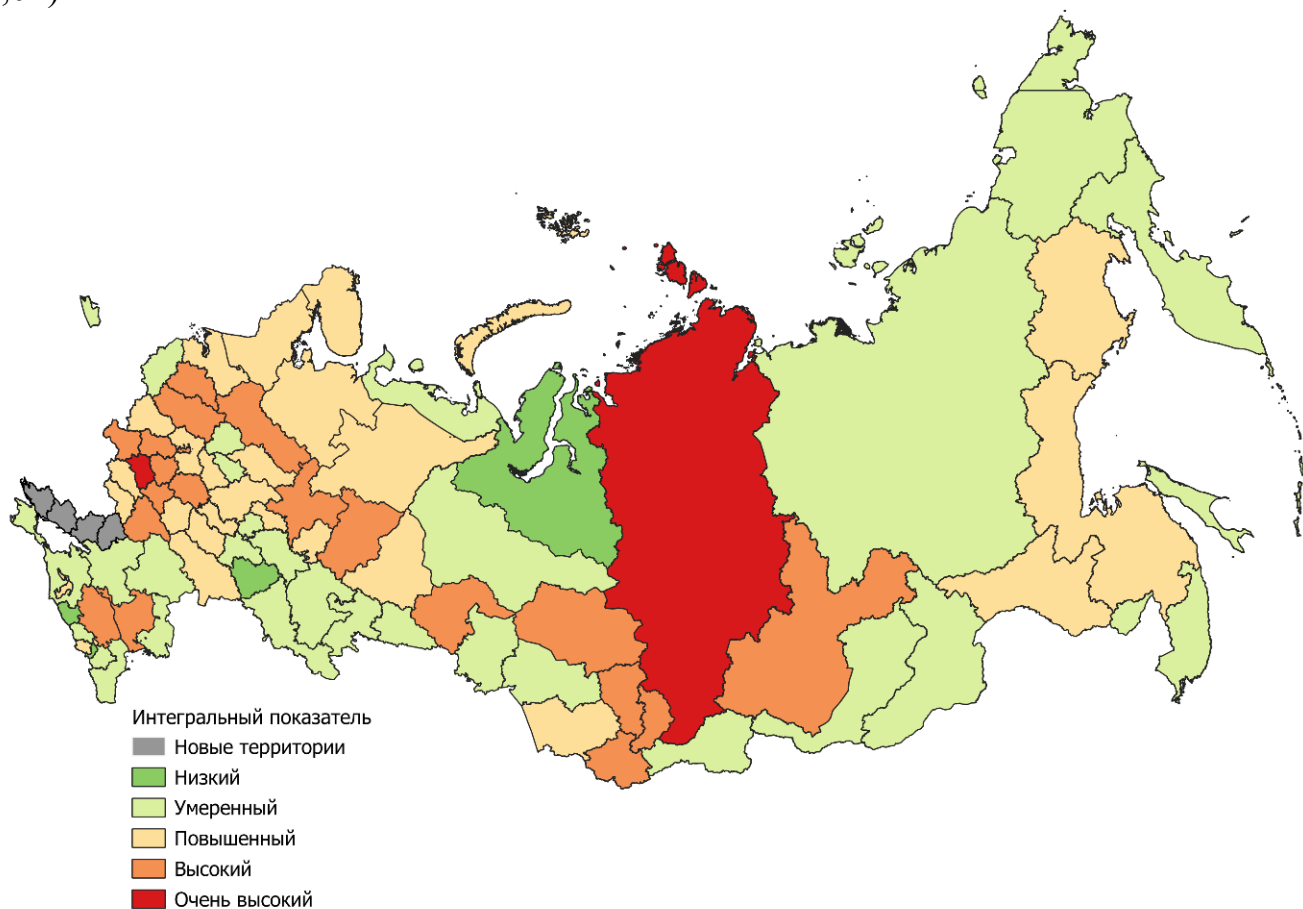 Интегральный показатель
Новые территории
Низкий
Умеренный
Повышенный
Высокий
Очень высокий